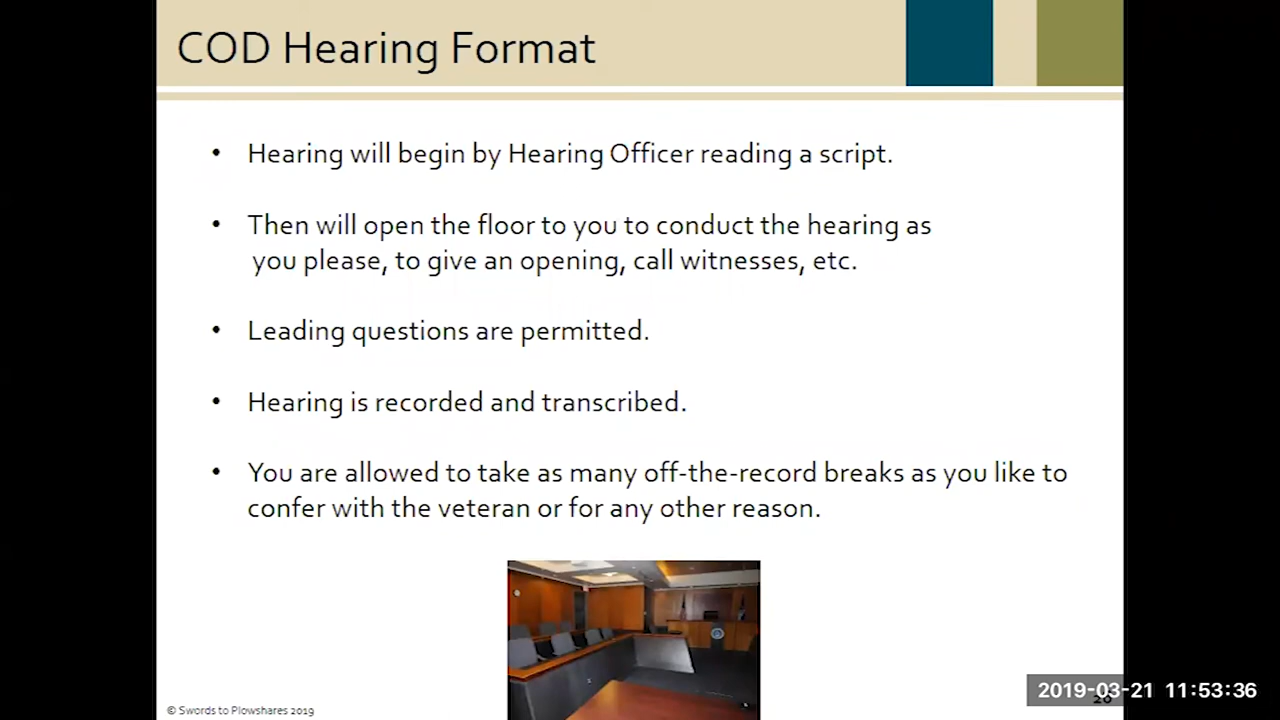 COD Hearing Format
• Hearing will begin by Hearing Officer reading a script.
• Then will open the floor to you to conduct the hearing as
you please, to give an opening, call witnesses, etc.
• Leading questions are permitted.
• Hearing is recorded and transcribed.
• You are allowed to take as many off-the-record breaks as you like to
confer with the veteran or for any other reason.
© Swords to Plowshares 2019
2019-03-21 11:53:36